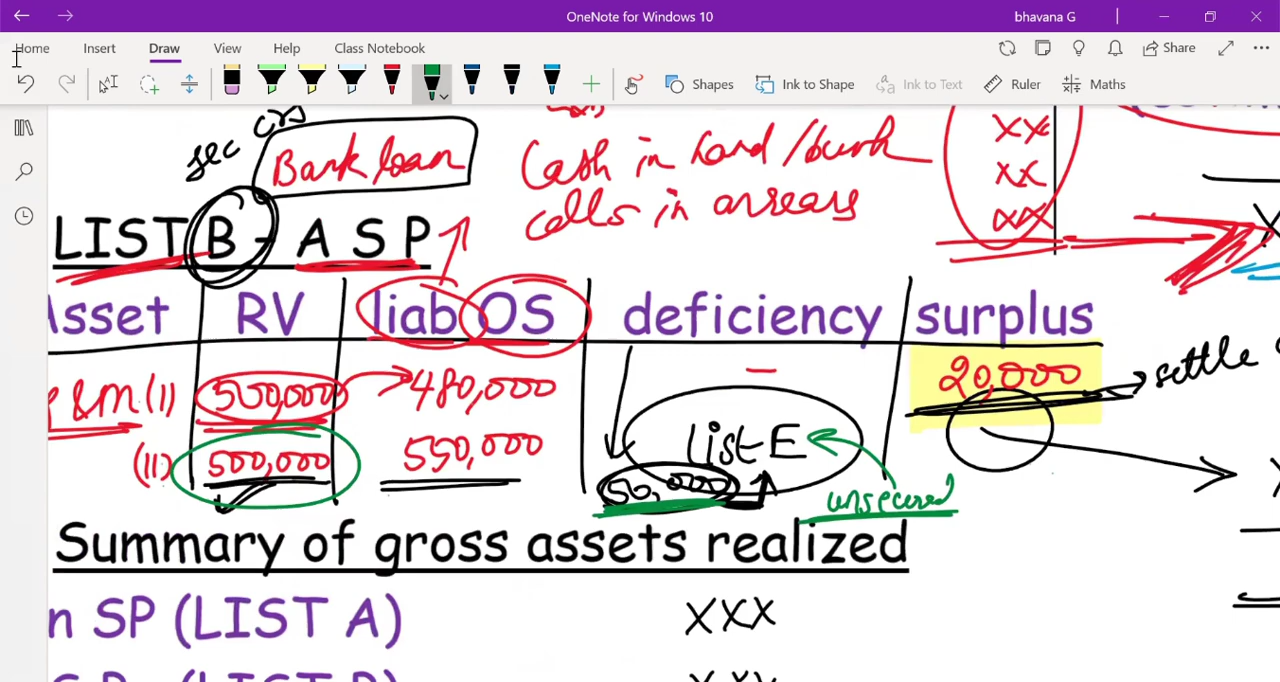 OneNote for Windows 10
bhavana G
Home Insert Draw View Help Class Notebook
Share
Shapes Ink to Shape Ink to Text Ruler Maths
sec
Bank loan
Cash in hand / bank
calls in arrears
XX
XX
XX
LIST B - A S P
Asset RV liab OS deficiency surplus
& m (I) 500,000 480,000 — 20,000 settle
(II) 500,000 550,000 list E
50,000 unsecured
Summary of gross assets realized
n SP (LIST A) XXX